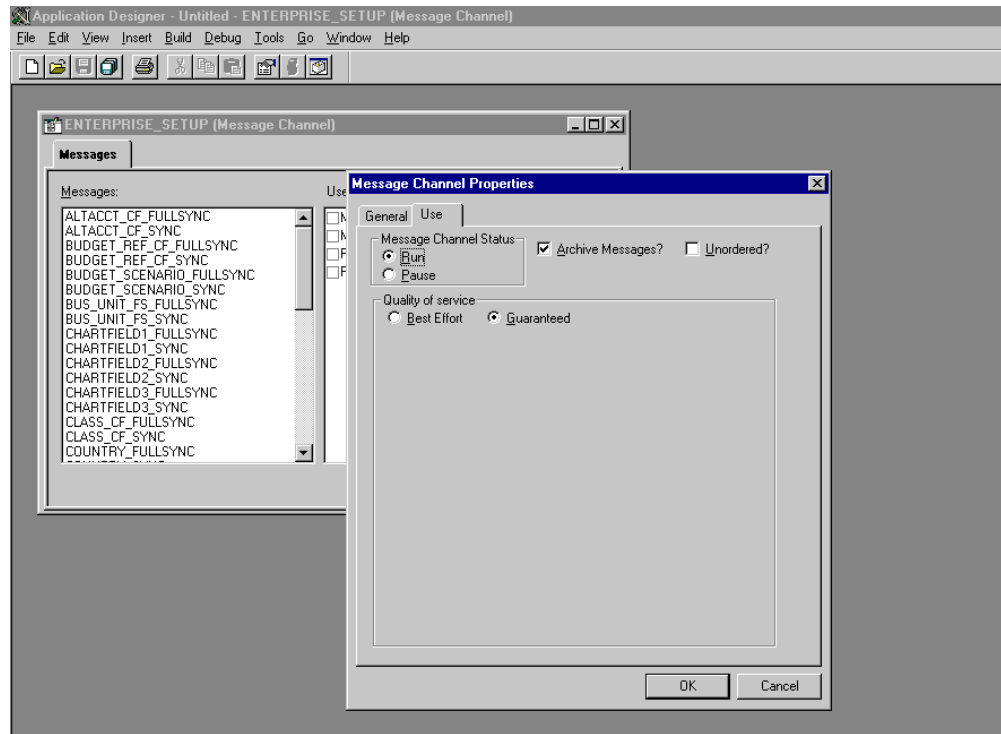 Application Designer - Untitled - ENTERPRISE_SETUP (Message Channel)
File Edit View Insert Build Debug Tools Go Window Help
ENTERPRISE_SETUP (Message Channel)
Messages
Messages:
Use
ALTACCT_CF_FULLSYNC
ALTACCT_CF_SYNC
BUDGET_REF_CF_FULLSYNC
BUDGET_REF_CF_SYNC
BUDGET_SCENARIO_FULLSYNC
BUDGET_SCENARIO_SYNC
BUS_UNIT_FS_FULLSYNC
BUS_UNIT_FS_SYNC
CHARTFIELD1_FULLSYNC
CHARTFIELD1_SYNC
CHARTFIELD2_FULLSYNC
CHARTFIELD2_SYNC
CHARTFIELD3_FULLSYNC
CHARTFIELD3_SYNC
CLASS_CF_FULLSYNC
CLASS_CF_SYNC
COUNTRY_FULLSYNC
Message Channel Properties
General Use
Message Channel Status
Run
Pause
Archive Messages? Unordered?
Quality of service
Best Effort Guaranteed
OK Cancel